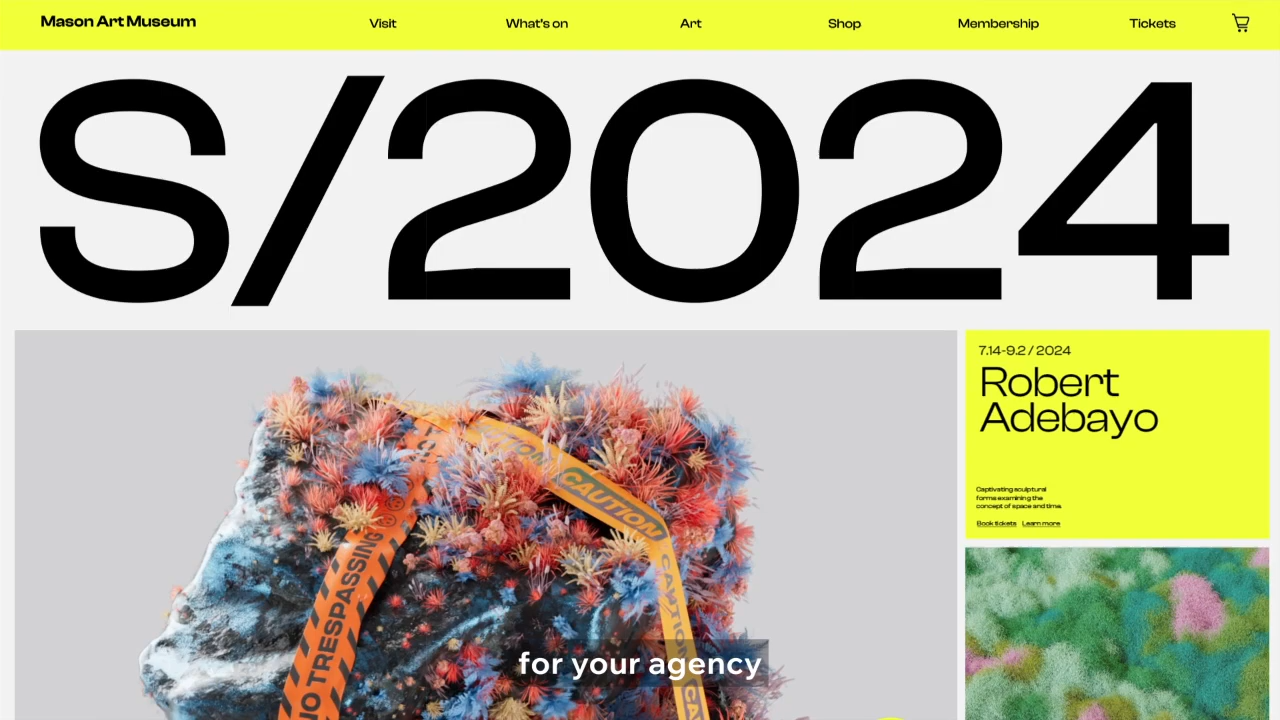 Mason Art Museum
Visit
What's on
Art
Shop
Membership
Tickets
S/2024
7.14-9.2 / 2024
Robert
Adebayo
Captivating sculptural
forms examining the
concept of space and time.
Book tickets Learn more
CAUTION
CAUTION
NO TRESPASSING
for your agency